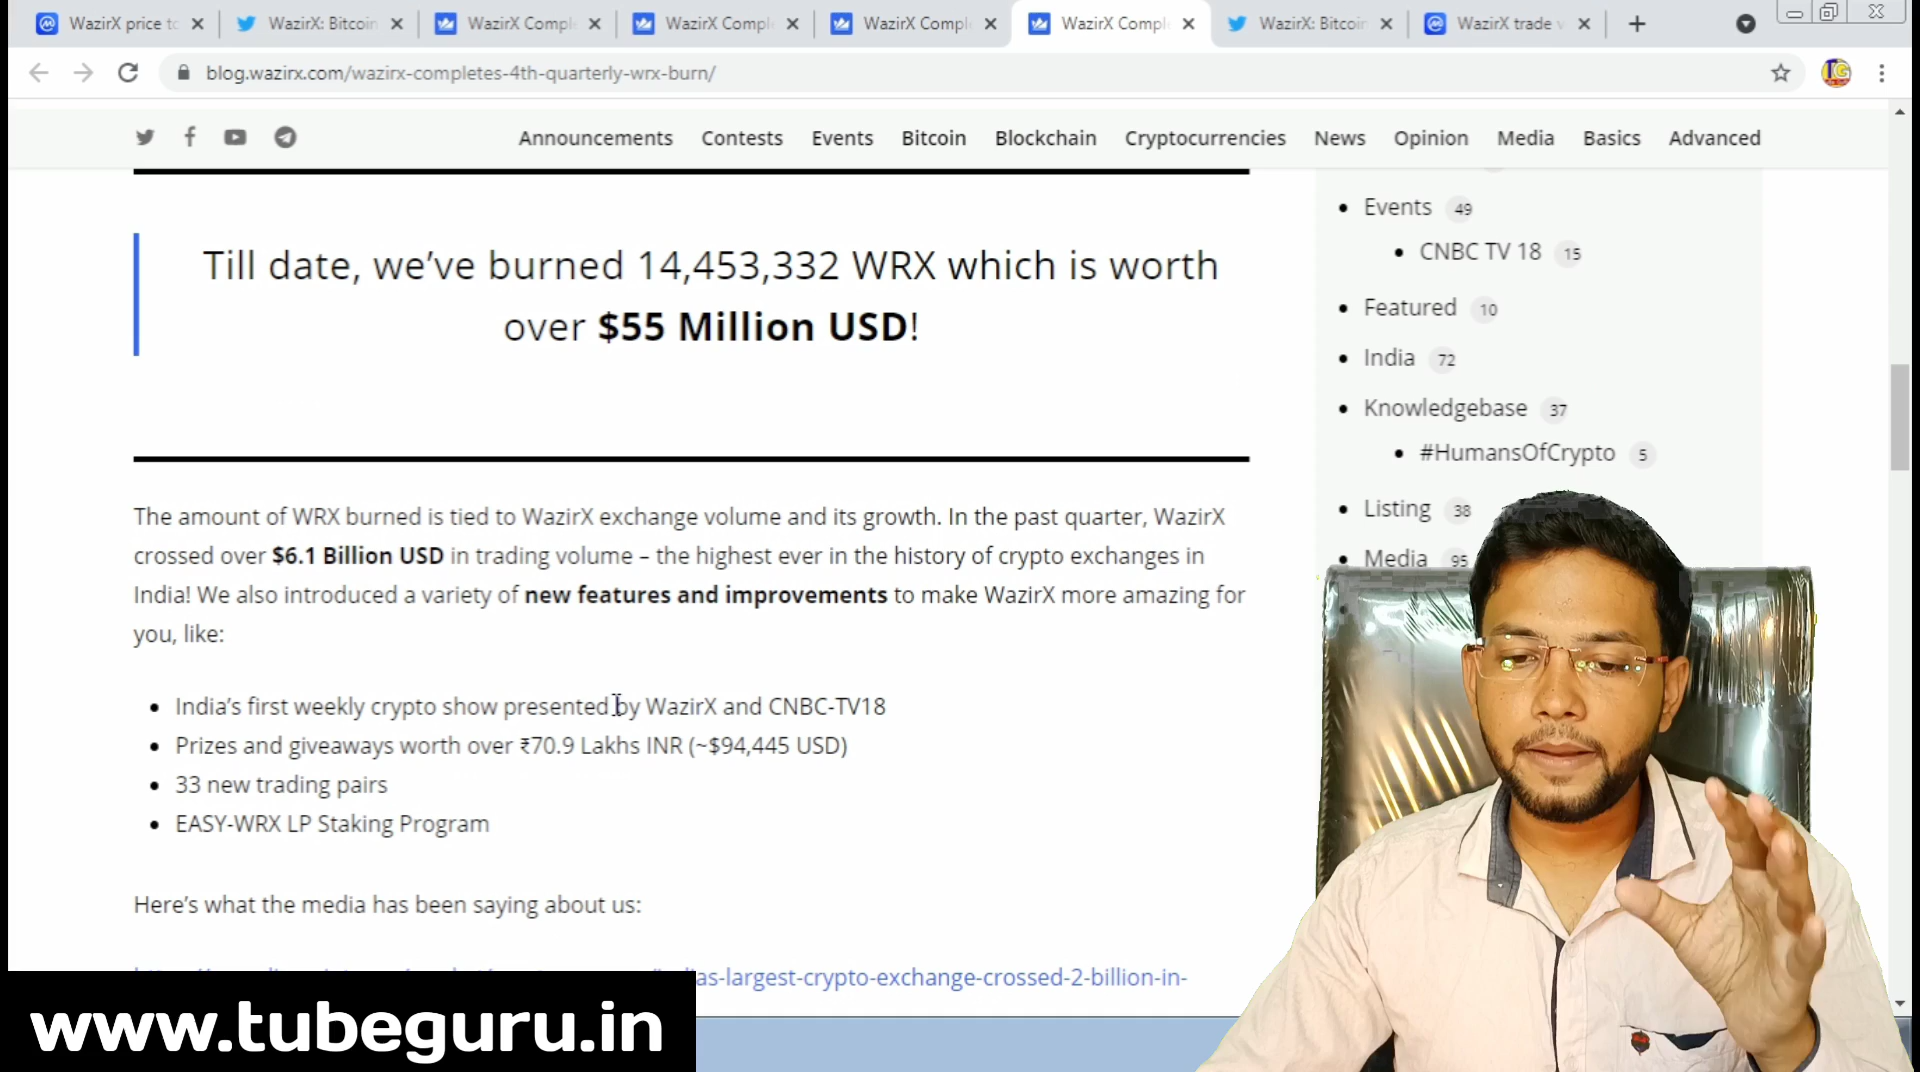 WazirX price to
WazirX: Bitcoin
WazirX Compl
WazirX Compl
WazirX Compl
WazirX Compl
WazirX: Bitcoin
WazirX trade v
blog.wazirx.com/wazirx-completes-4th-quarterly-wrx-burn/
Announcements Contests Events Bitcoin Blockchain Cryptocurrencies News Opinion Media Basics Advanced
Till date, we’ve burned 14,453,332 WRX which is worth
over $55 Million USD!
The amount of WRX burned is tied to WazirX exchange volume and its growth. In the past quarter, WazirX
crossed over $6.1 Billion USD in trading volume – the highest ever in the history of crypto exchanges in
India! We also introduced a variety of new features and improvements to make WazirX more amazing for
you, like:
India’s first weekly crypto show presented by WazirX and CNBC-TV18
Prizes and giveaways worth over ₹70.9 Lakhs INR (~$94,445 USD)
33 new trading pairs
EASY-WRX LP Staking Program
Here’s what the media has been saying about us:
as-largest-crypto-exchange-crossed-2-billion-in-
Events 49
CNBC TV 18 15
Featured 10
India 72
Knowledgebase 37
#HumansOfCrypto 5
Listing 38
Media 95
www.tubeguru.in